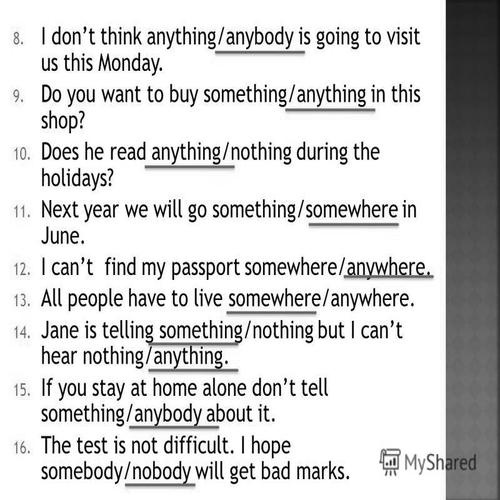 8. I don't think anything/anybody is going to visit
us this Monday.
9. Do you want to buy something/anything in this
shop?
10. Does he read anything/nothing during the
holidays?
11. Next year we will go something/somewhere in
June.
12. I can't find my passport somewhere/anywhere.
13. All people have to live somewhere/anywhere.
14. Jane is telling something/nothing but I can't
hear nothing/anything.
15. If you stay at home alone don't tell
something/anybody about it.
16. The test is not difficult. I hope
somebody/nobody will get bad marks.
MyShared